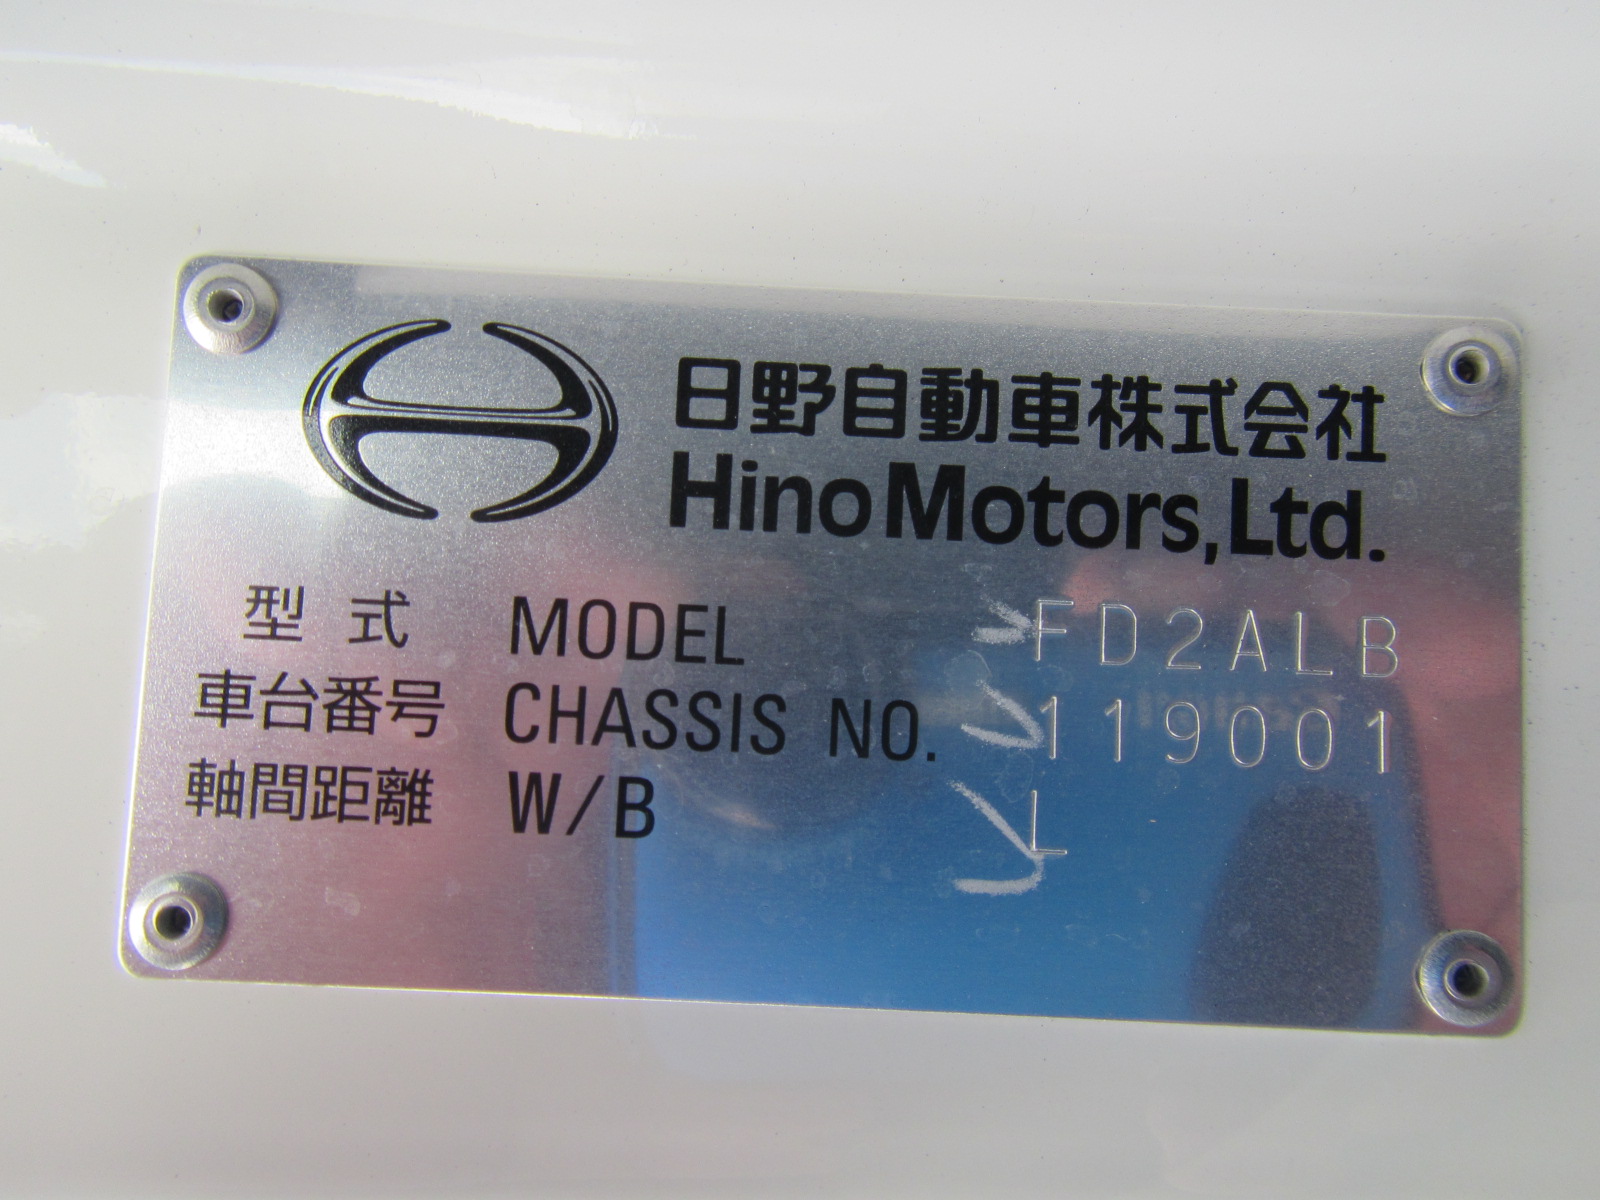 日野自動車株式会社
Hino Motors, Ltd.
型式 MODEL FD2ALB
車台番号 CHASSIS NO. 119001
軸間距離 W/B L